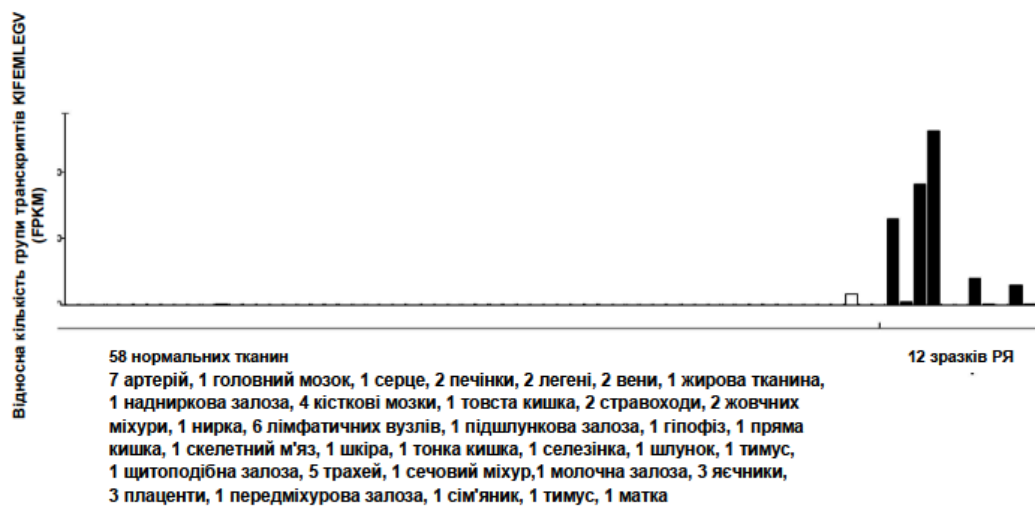 Відносна кількість групи транскриптів KIFEMLEGV
(FPKM)
58 нормальних тканин
12 зразків РЯ
7 артерій, 1 головний мозок, 1 серце, 2 печінки, 2 легені, 2 вени, 1 жирова тканина,
1 надниркова залоза, 4 кісткові мозки, 1 товста кишка, 2 стравоходи, 2 жовчних
міхури, 1 нирка, 6 лімфатичних вузлів, 1 підшлункова залоза, 1 гіпофіз, 1 пряма
кишка, 1 скелетний м'яз, 1 шкіра, 1 тонка кишка, 1 селезінка, 1 шлунок, 1 тимус,
1 щитоподібна залоза, 5 трахей, 1 сечовий міхур,1 молочна залоза, 3 яєчники,
3 плаценти, 1 передміхурова залоза, 1 сім'яник, 1 тимус, 1 матка